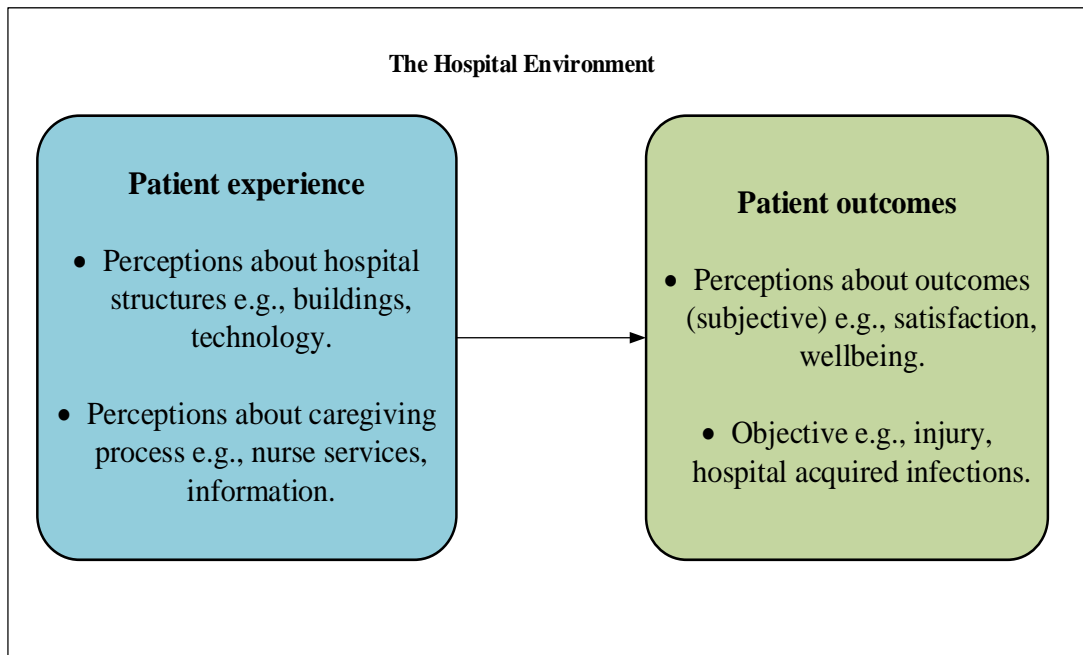 The Hospital Environment
Patient experience
• Perceptions about hospital
structures e.g., buildings,
technology.
• Perceptions about caregiving
process e.g., nurse services,
information.
Patient outcomes
• Perceptions about outcomes
(subjective) e.g., satisfaction,
wellbeing.
• Objective e.g., injury,
hospital acquired infections.